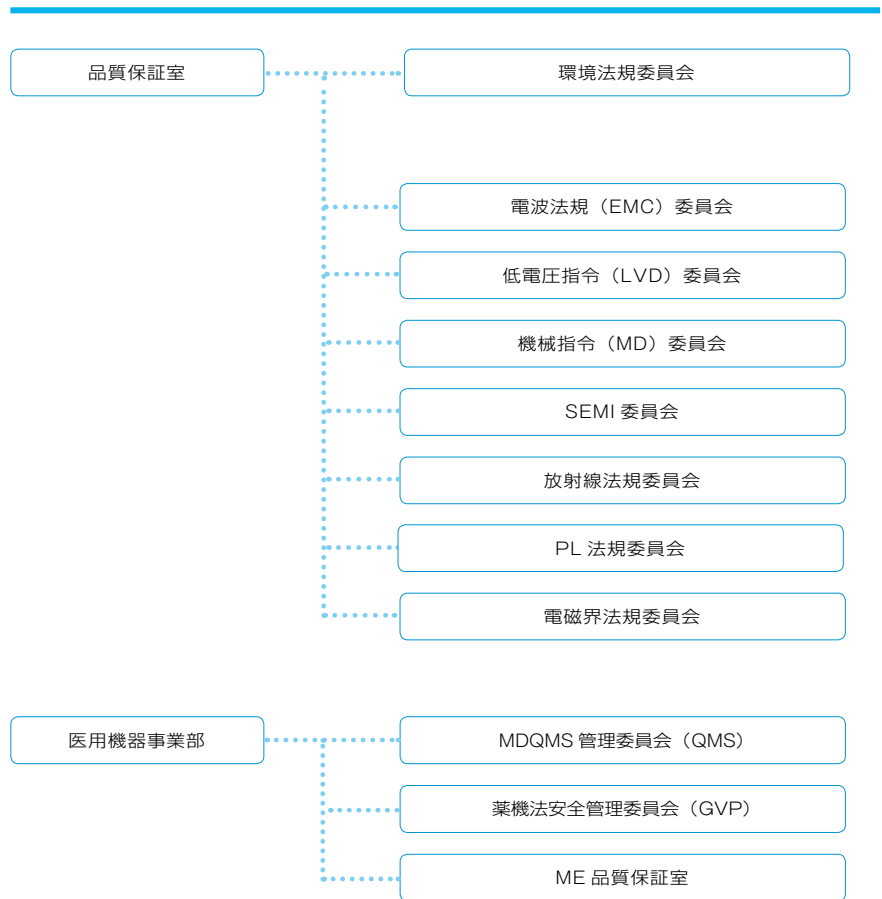 品質保証室
環境法規委員会
電波法規（EMC）委員会
低電圧指令（LVD）委員会
機械指令（MD）委員会
SEMI 委員会
放射線法規委員会
PL 法規委員会
電磁界法規委員会
医用機器事業部
MDQMS 管理委員会（QMS）
薬機法安全管理委員会（GVP）
ME 品質保証室